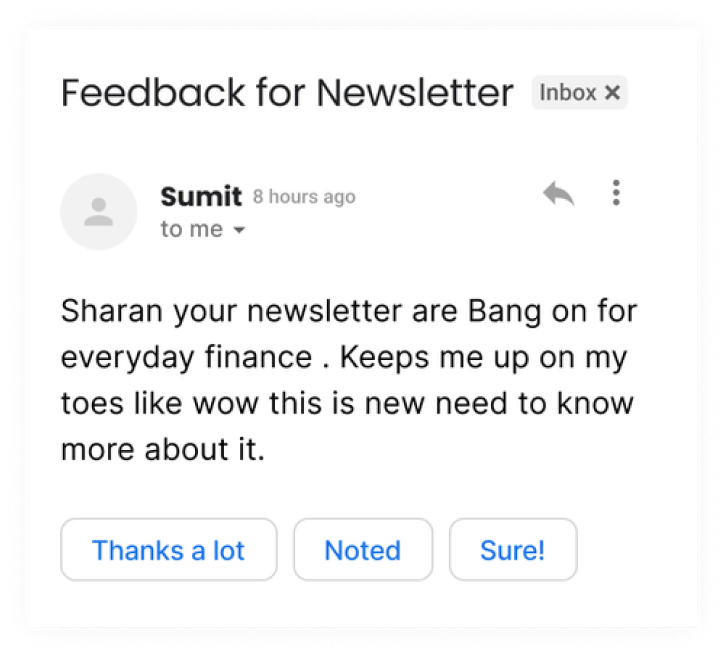 Feedback for Newsletter Inbox ×
Sumit 8 hours ago
to me
Sharan your newsletter are Bang on for
everyday finance . Keeps me up on my
toes like wow this is new need to know
more about it.
Thanks a lot Noted Sure!